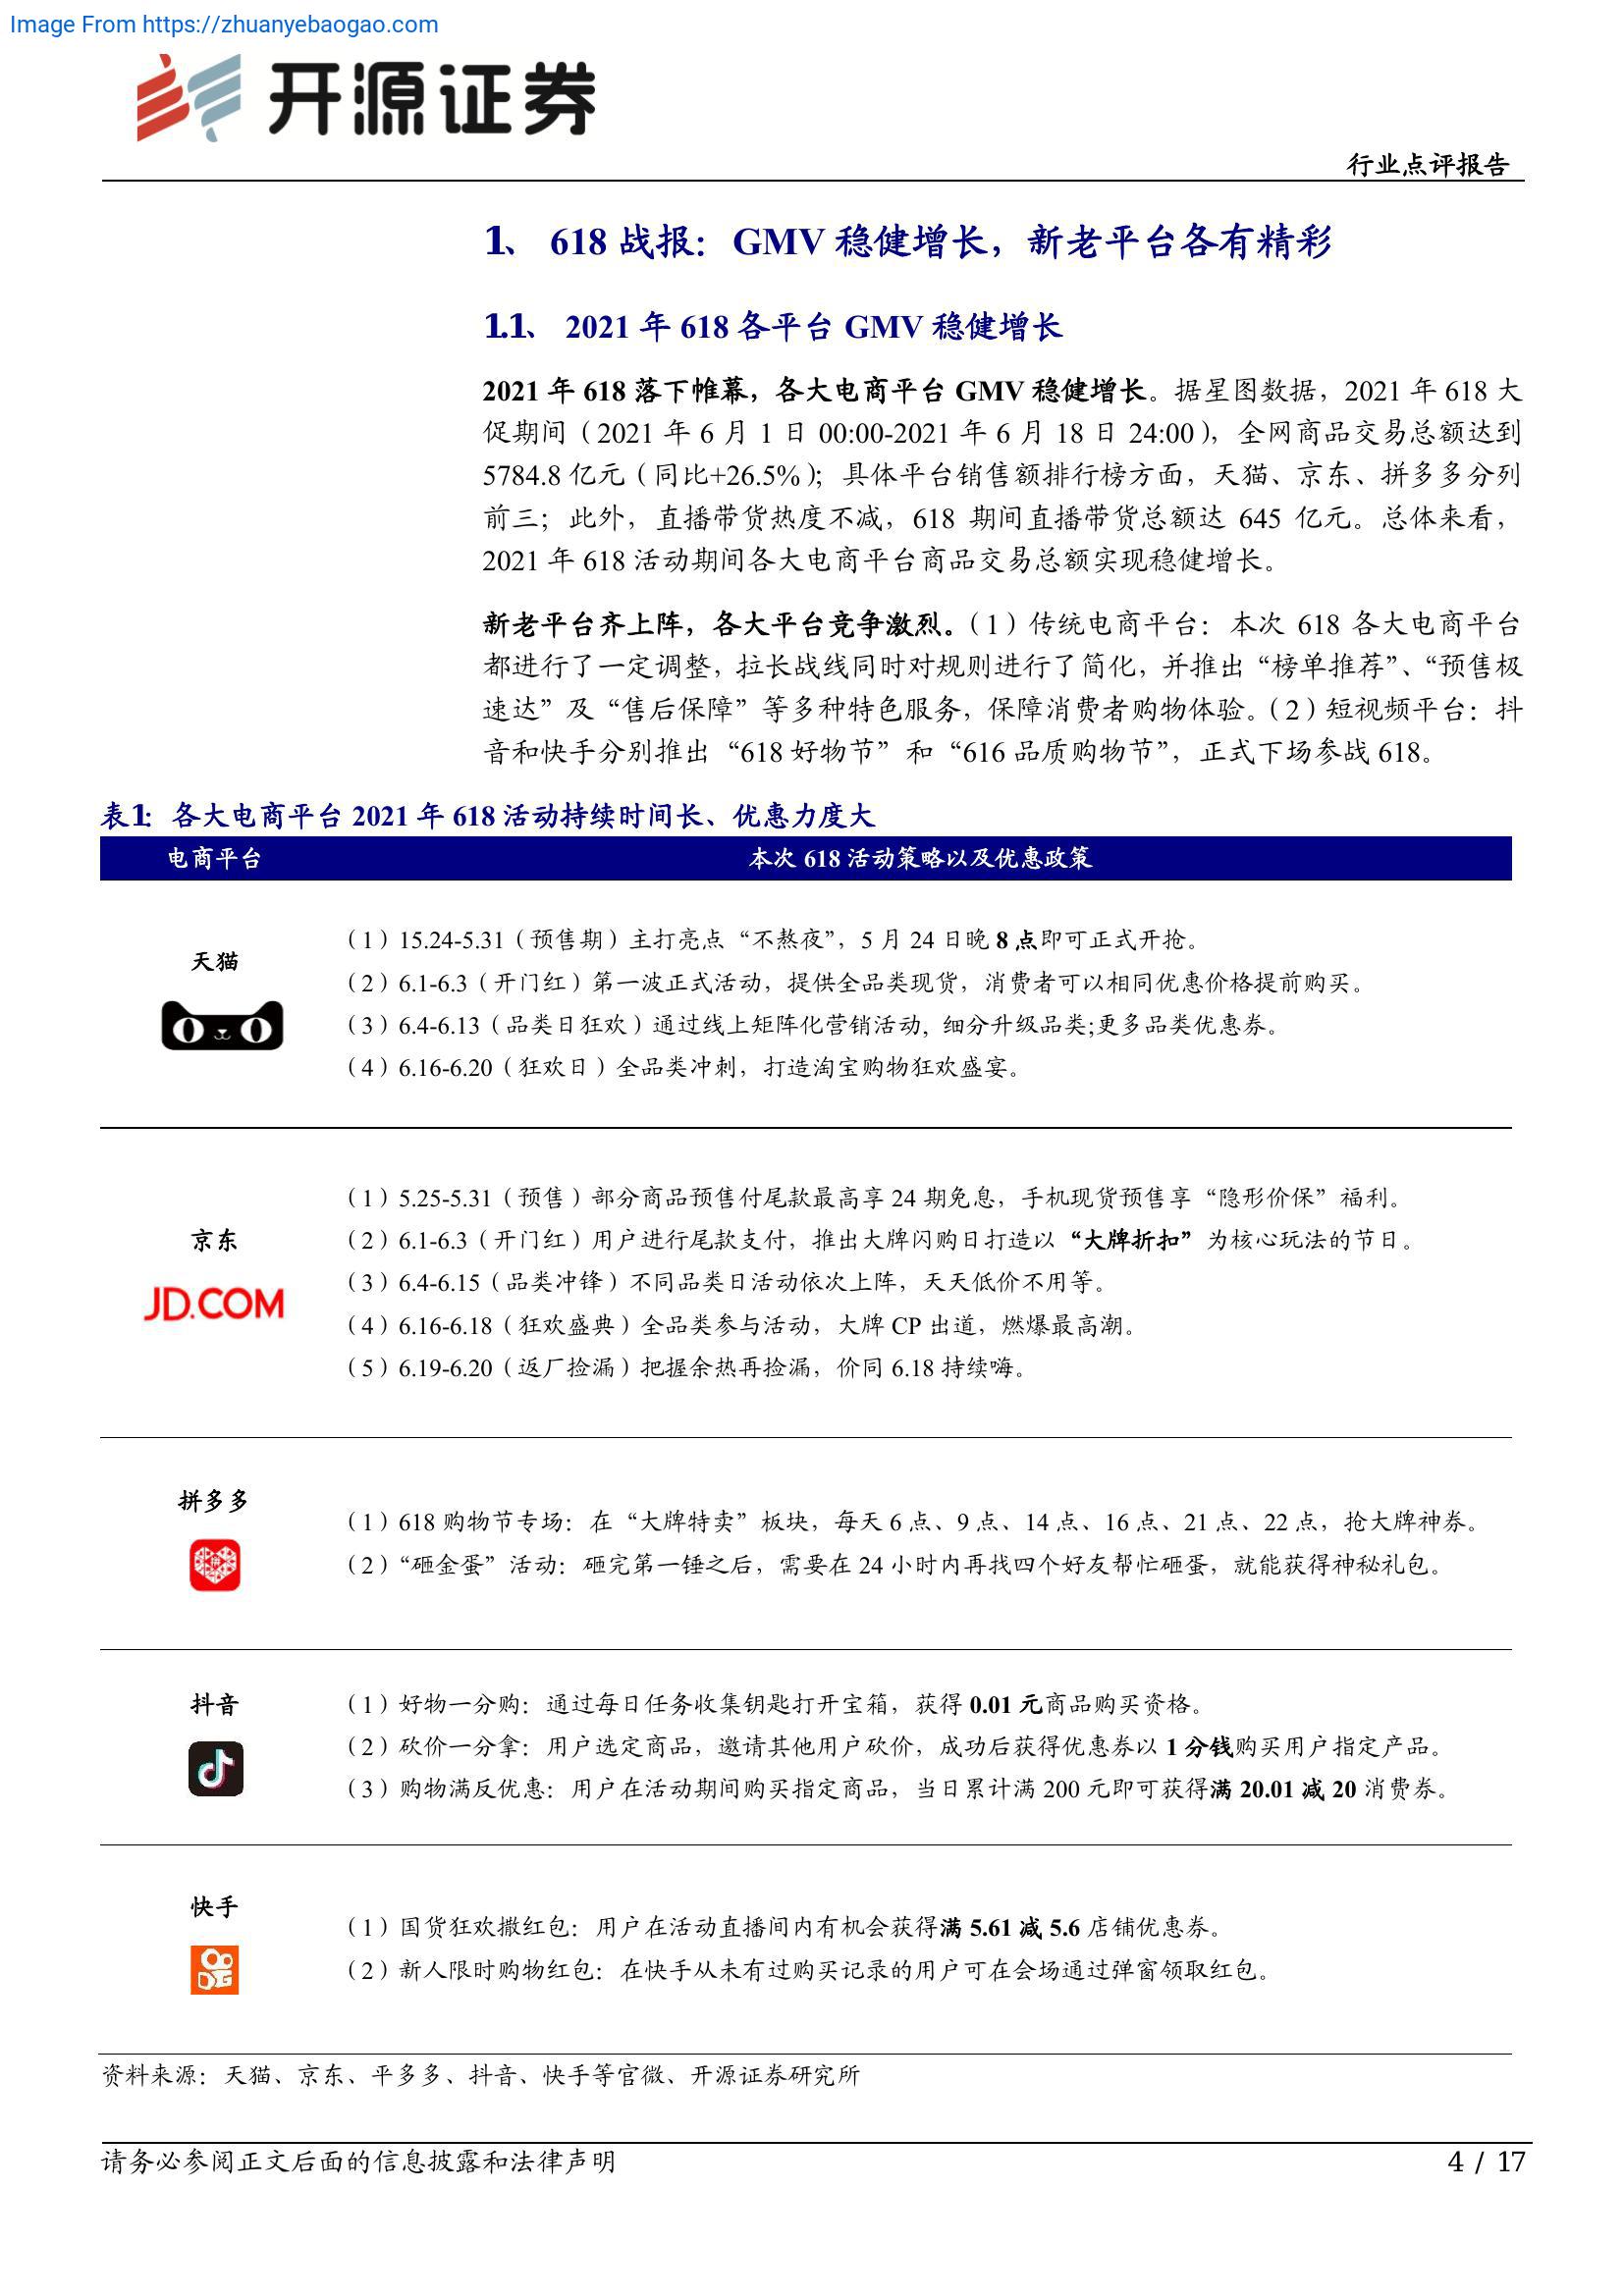 Image From https://zhuanyebaogao.com
开源证券
行业点评报告
1、 618 战报：GMV 稳健增长，新老平台各有精彩
1.1、 2021 年 618 各平台 GMV 稳健增长
2021 年 618 落下帷幕，各大电商平台 GMV 稳健增长。据星图数据，2021 年 618 大
促期间（2021 年 6 月 1 日 00:00-2021 年 6 月 18 日 24:00），全网商品交易总额达到
5784.8 亿元（同比+26.5%）；具体平台销售额排行榜方面，天猫、京东、拼多多分列
前三；此外，直播带货热度不减，618 期间直播带货总额达 645 亿元。总体来看，
2021 年 618 活动期间各大电商平台商品交易总额实现稳健增长。
新老平台齐上阵，各大平台竞争激烈。（1）传统电商平台：本次 618 各大电商平台
都进行了一定调整，拉长战线同时对规则进行了简化，并推出“榜单推荐”、“预售极
速达”及“售后保障”等多种特色服务，保障消费者购物体验。（2）短视频平台：抖
音和快手分别推出“618 好物节”和“616 品质购物节”，正式下场参战 618。
表1：各大电商平台 2021 年 618 活动持续时间长、优惠力度大
电商平台 本次 618 活动策略以及优惠政策
天猫
（1）15.24-5.31（预售期）主打亮点“不熬夜”，5 月 24 日晚 8 点即可正式开抢。
（2）6.1-6.3（开门红）第一波正式活动，提供全品类现货，消费者可以相同优惠价格提前购买。
（3）6.4-6.13（品类日狂欢）通过线上矩阵化营销活动, 细分升级品类;更多品类优惠券。
（4）6.16-6.20（狂欢日）全品类冲刺，打造淘宝购物狂欢盛宴。
京东
JD.COM
（1）5.25-5.31（预售）部分商品预售付尾款最高享 24 期免息，手机现货预售享“隐形价保”福利。
（2）6.1-6.3（开门红）用户进行尾款支付，推出大牌闪购日打造以“大牌折扣”为核心玩法的节日。
（3）6.4-6.15（品类冲锋）不同品类日活动依次上阵，天天低价不用等。
（4）6.16-6.18（狂欢盛典）全品类参与活动，大牌 CP 出道，燃爆最高潮。
（5）6.19-6.20（返厂捡漏）把握余热再捡漏，价同 6.18 持续嗨。
拼多多
（1）618 购物节专场：在“大牌特卖”板块，每天 6 点、9 点、14 点、16 点、21 点、22 点，抢大牌神券。
（2）“砸金蛋”活动：砸完第一锤之后，需要在 24 小时内再找四个好友帮忙砸蛋，就能获得神秘礼包。
抖音
（1）好物一分购：通过每日任务收集钥匙打开宝箱，获得 0.01 元商品购买资格。
（2）砍价一分拿：用户选定商品，邀请其他用户砍价，成功后获得优惠券以 1 分钱购买用户指定产品。
（3）购物满反优惠：用户在活动期间购买指定商品，当日累计满 200 元即可获得满 20.01 减 20 消费券。
快手
（1）国货狂欢撒红包：用户在活动直播间内有机会获得满 5.61 减 5.6 店铺优惠券。
（2）新人限时购物红包：在快手从未有过购买记录的用户可在会场通过弹窗领取红包。
资料来源：天猫、京东、平多多、抖音、快手等官微、开源证券研究所
请务必参阅正文后面的信息披露和法律声明
4 / 17